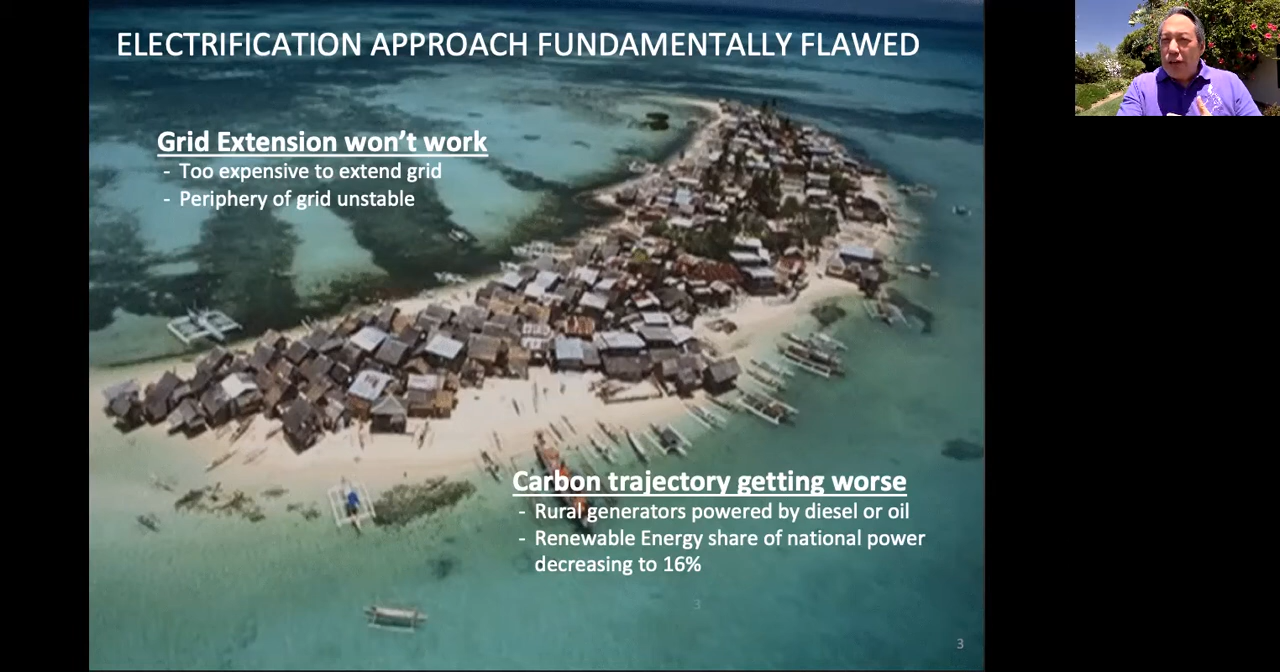 ELECTRIFICATION APPROACH FUNDAMENTALLY FLAWED
Grid Extension won't work
- Too expensive to extend grid
- Periphery of grid unstable
Carbon trajectory getting worse
- Rural generators powered by diesel or oil
- Renewable Energy share of national power
decreasing to 16%
3
3